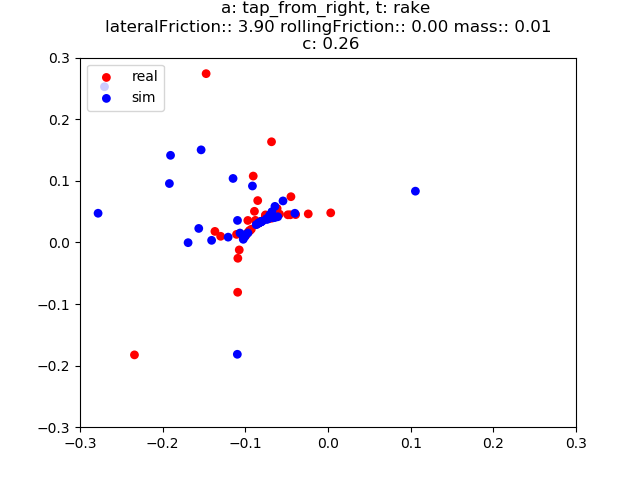 a: tap_from_right, t: rake
lateralFriction:: 3.90 rollingFriction:: 0.00 mass:: 0.01
c: 0.26
real
sim
0.3
0.2
0.1
0.0
−0.1
−0.2
−0.3
−0.3
−0.2
−0.1
0.0
0.1
0.2
0.3